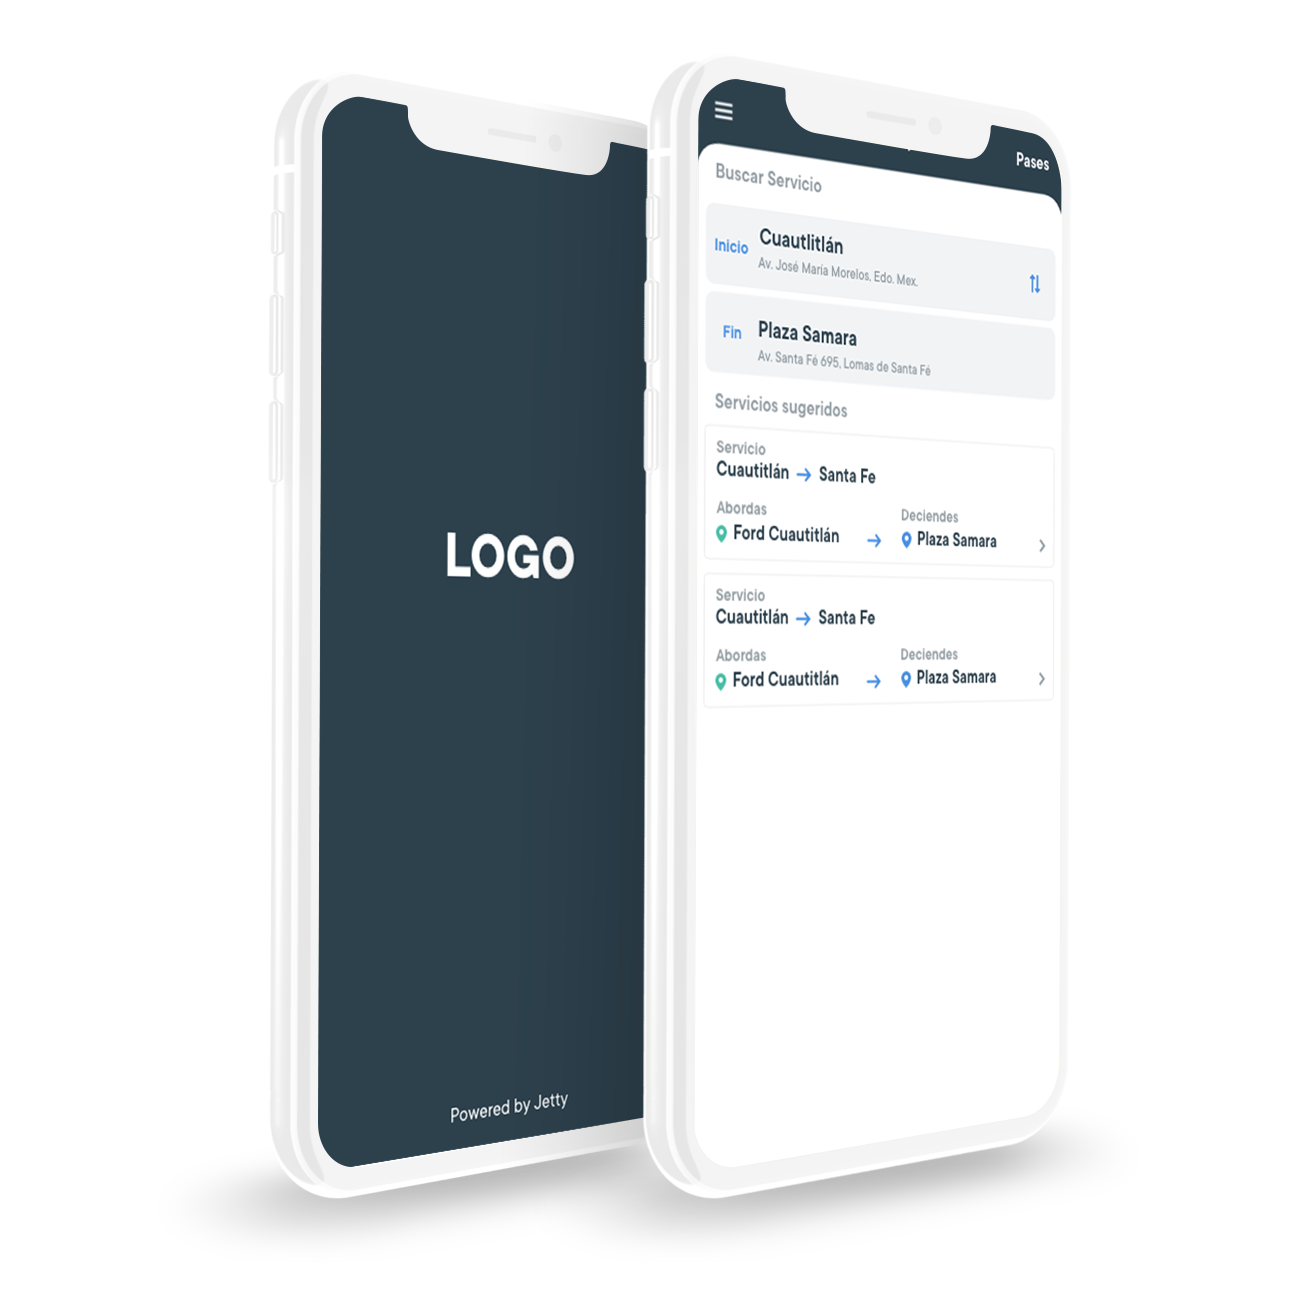 LOGO
Powered by Jetty
Pases
Buscar Servicio
Inicio
Cuautlitlán
Av. José María Morelos, Edo. Mex.
Fin
Plaza Samara
Av. Santa Fé 695, Lomas de Santa Fé
Servicios sugeridos
Servicio
Cuautitlán → Santa Fe
Abordas Deciendes
Ford Cuautitlán → Plaza Samara
Servicio
Cuautitlán → Santa Fe
Abordas Deciendes
Ford Cuautitlán → Plaza Samara